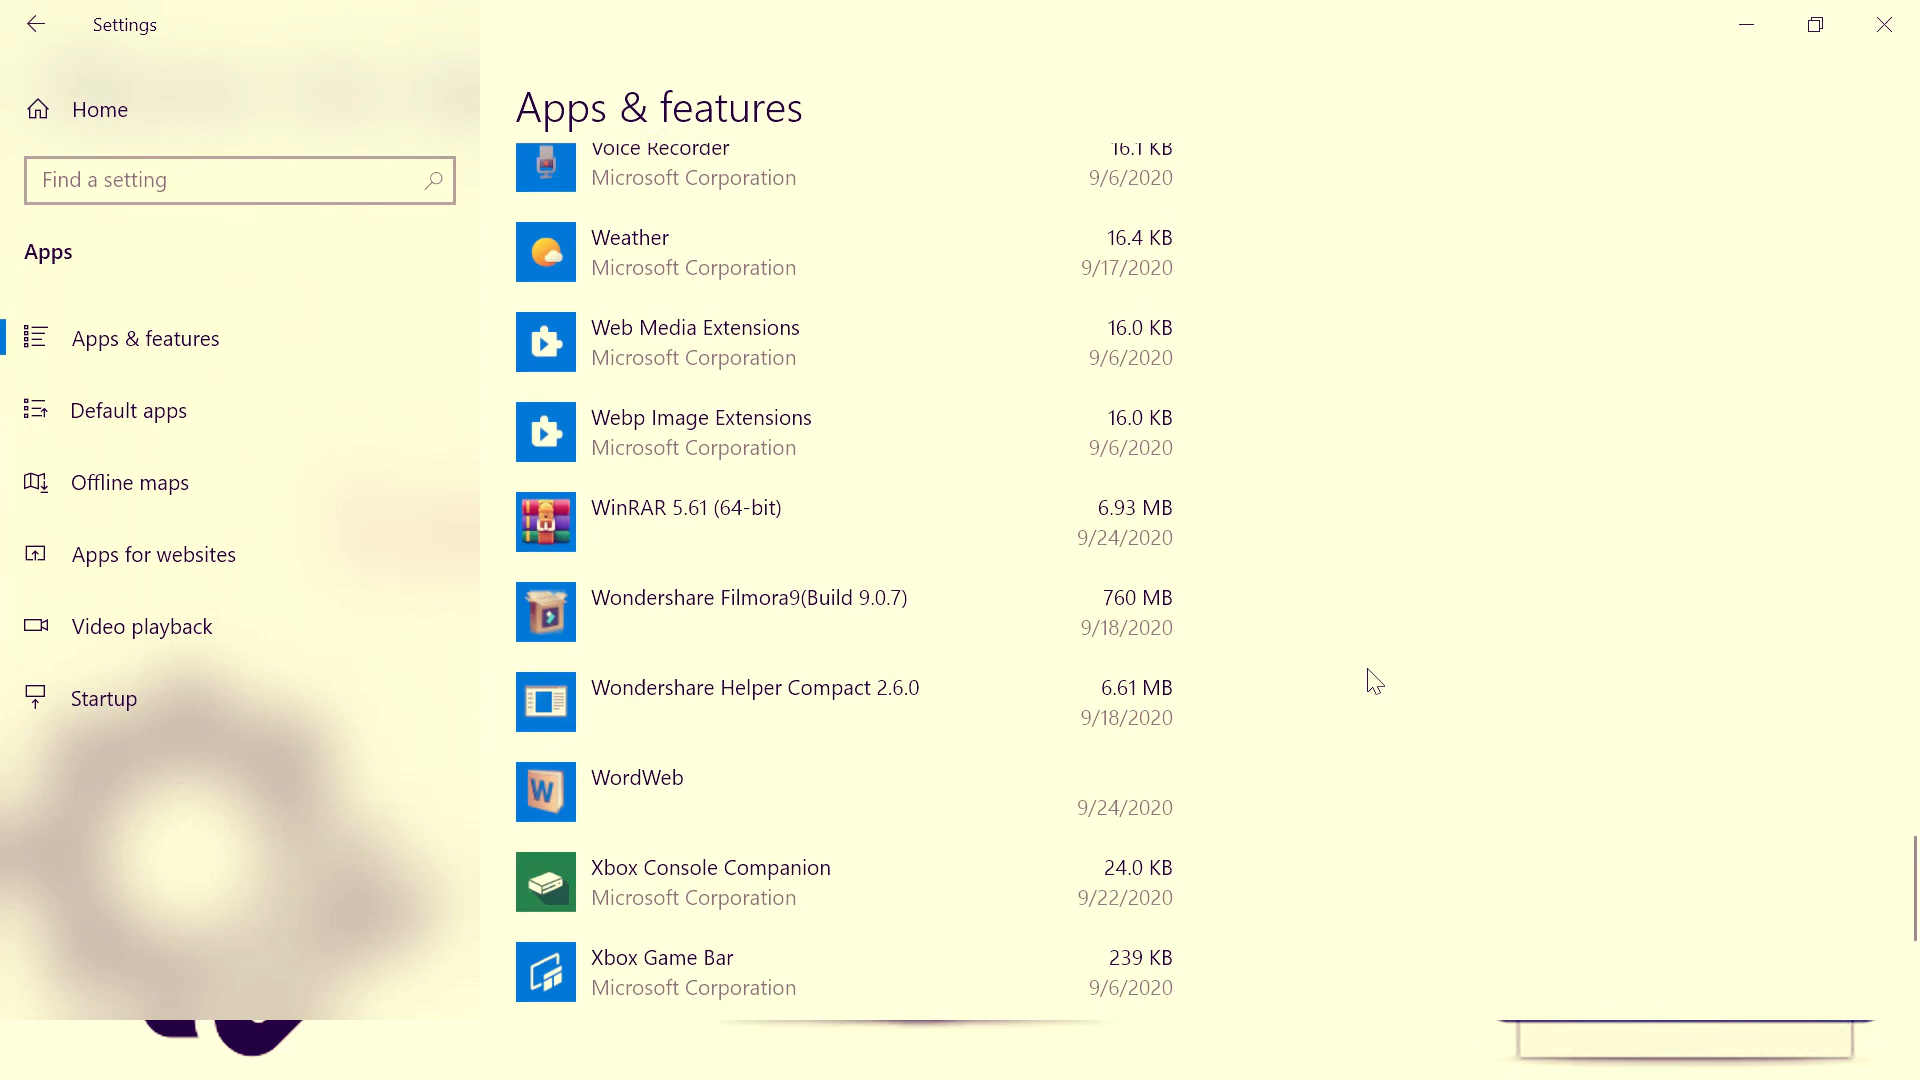 Settings
Home
Find a setting
Apps
Apps & features
Default apps
Offline maps
Apps for websites
Video playback
Startup
Apps & features
Voice Recorder 16.1 KB
Microsoft Corporation 9/6/2020
Weather 16.4 KB
Microsoft Corporation 9/17/2020
Web Media Extensions 16.0 KB
Microsoft Corporation 9/6/2020
Webp Image Extensions 16.0 KB
Microsoft Corporation 9/6/2020
WinRAR 5.61 (64-bit) 6.93 MB
9/24/2020
Wondershare Filmora9(Build 9.0.7) 760 MB
9/18/2020
Wondershare Helper Compact 2.6.0 6.61 MB
9/18/2020
WordWeb
9/24/2020
Xbox Console Companion 24.0 KB
Microsoft Corporation 9/22/2020
Xbox Game Bar 239 KB
Microsoft Corporation 9/6/2020